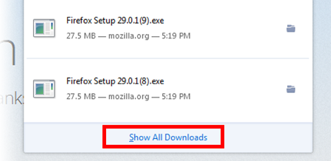 Firefox Setup 29.0.1(9).exe
27.5 MB — mozilla.org — 5:19 PM
Firefox Setup 29.0.1(8).exe
27.5 MB — mozilla.org — 5:19 PM
Show All Downloads